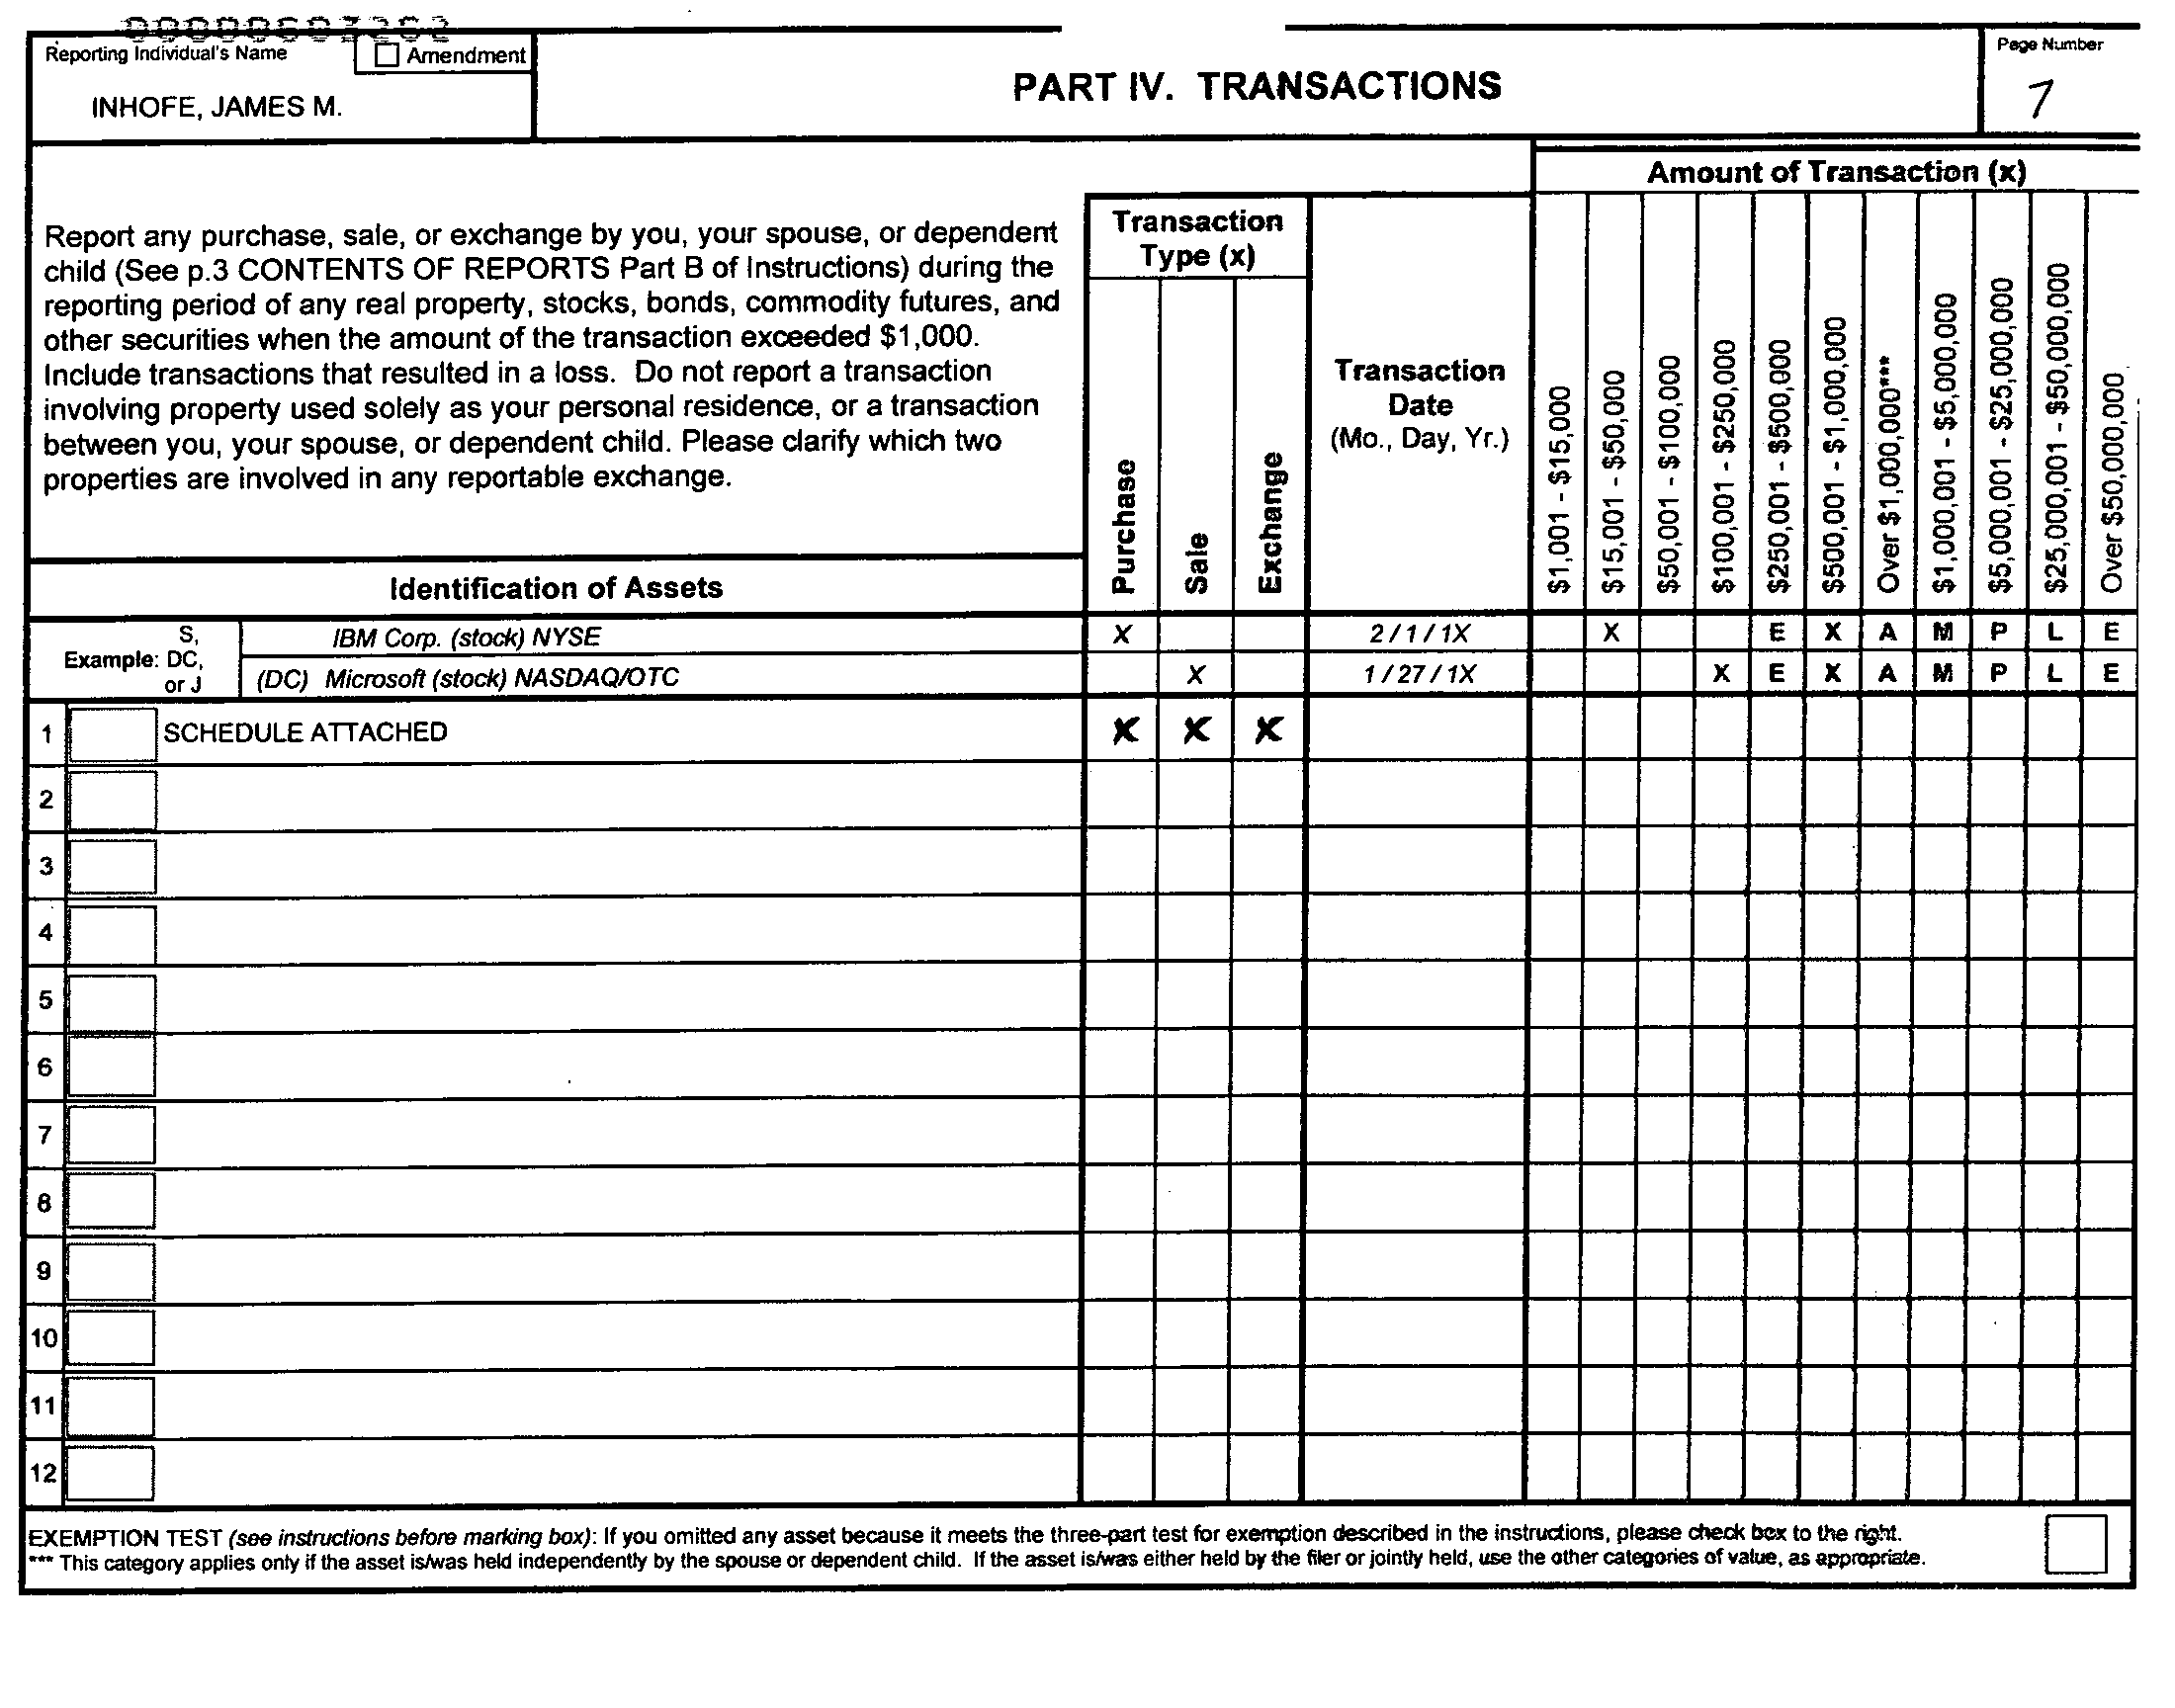 Reporting Individual's Name
Amendment
INHOFE, JAMES M.
PART IV. TRANSACTIONS
Page Number
7
Amount of Transaction (x)
Report any purchase, sale, or exchange by you, your spouse, or dependent
child (See p.3 CONTENTS OF REPORTS Part B of Instructions) during the
reporting period of any real property, stocks, bonds, commodity futures, and
other securities when the amount of the transaction exceeded $1,000.
Include transactions that resulted in a loss. Do not report a transaction
involving property used solely as your personal residence, or a transaction
between you, your spouse, or dependent child. Please clarify which two
properties are involved in any reportable exchange.
Transaction
Type (x)
Purchase
Sale
Exchange
Transaction
Date
(Mo., Day, Yr.)
$1,001 - $15,000
$15,001 - $50,000
$50,001 - $100,000
$100,001 - $250,000
$250,001 - $500,000
$500,001 - $1,000,000
Over $1,000,000***
$1,000,001 - $5,000,000
$5,000,001 - $25,000,000
$25,000,001 - $50,000,000
Over $50,000,000
Identification of Assets
Example: S, DC, or J
IBM Corp. (stock) NYSE X 2/1/1X X E X A M P L E
(DC) Microsoft (stock) NASDAQ/OTC X 1/27/1X X E X A M P L E
1 SCHEDULE ATTACHED X X X
2
3
4
5
6
7
8
9
10
11
12
EXEMPTION TEST (see instructions before marking box): If you omitted any asset because it meets the three-part test for exemption described in the instructions, please check box to the right.
*** This category applies only if the asset is/was held independently by the spouse or dependent child. If the asset is/was either held by the filer or jointly held, use the other categories of value, as appropriate.